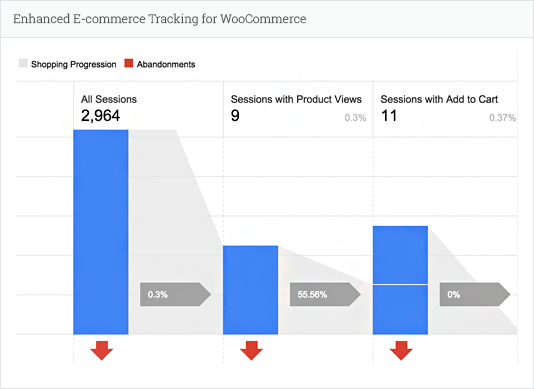 Enhanced E-commerce Tracking for WooCommerce
Shopping Progression Abandonments
All Sessions Sessions with Product Views Sessions with Add to Cart
2,964 9 0.3% 11 0.37%
0.3% 55.56% 0%